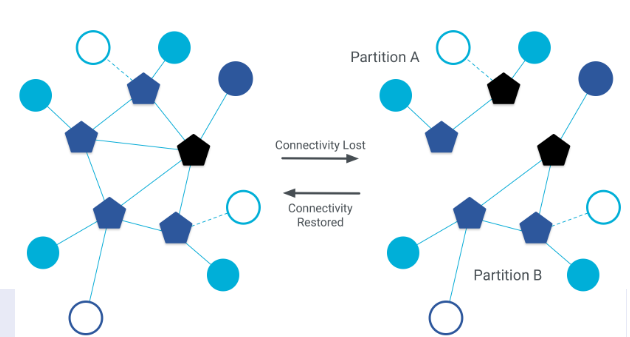 Partition A
Connectivity Lost
Connectivity
Restored
Partition B